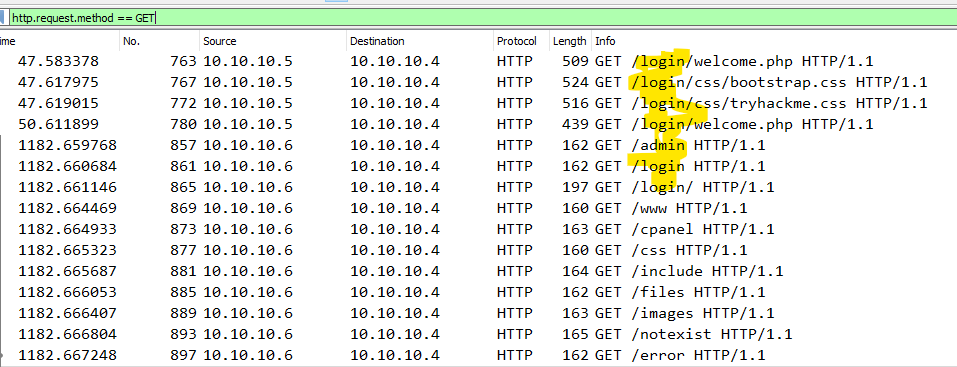 http.request.method == GET
ime No. Source Destination Protocol Length Info
47.583378 763 10.10.10.5 10.10.10.4 HTTP 509 GET /login/welcome.php HTTP/1.1
47.617975 767 10.10.10.5 10.10.10.4 HTTP 524 GET /login/css/bootstrap.css HTTP/1.1
47.619015 772 10.10.10.5 10.10.10.4 HTTP 516 GET /login/css/tryhackme.css HTTP/1.1
50.611899 780 10.10.10.5 10.10.10.4 HTTP 439 GET /login/welcome.php HTTP/1.1
1182.659768 857 10.10.10.6 10.10.10.4 HTTP 162 GET /admin HTTP/1.1
1182.660684 861 10.10.10.6 10.10.10.4 HTTP 162 GET /login HTTP/1.1
1182.661146 865 10.10.10.6 10.10.10.4 HTTP 197 GET /login/ HTTP/1.1
1182.664469 869 10.10.10.6 10.10.10.4 HTTP 160 GET /www HTTP/1.1
1182.664933 873 10.10.10.6 10.10.10.4 HTTP 163 GET /cpanel HTTP/1.1
1182.665323 877 10.10.10.6 10.10.10.4 HTTP 160 GET /css HTTP/1.1
1182.665687 881 10.10.10.6 10.10.10.4 HTTP 164 GET /include HTTP/1.1
1182.666053 885 10.10.10.6 10.10.10.4 HTTP 162 GET /files HTTP/1.1
1182.666407 889 10.10.10.6 10.10.10.4 HTTP 163 GET /images HTTP/1.1
1182.666804 893 10.10.10.6 10.10.10.4 HTTP 165 GET /notexist HTTP/1.1
1182.667248 897 10.10.10.6 10.10.10.4 HTTP 162 GET /error HTTP/1.1